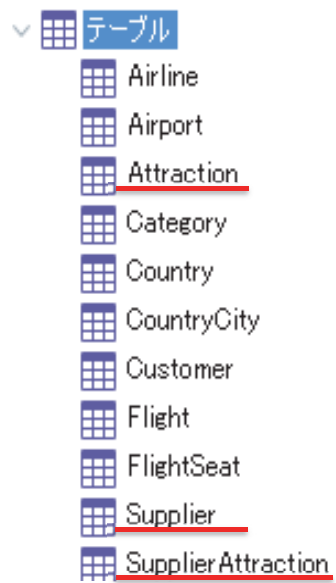 テーブル
Airline
Airport
Attraction
Category
Country
CountryCity
Customer
Flight
FlightSeat
Supplier
SupplierAttraction